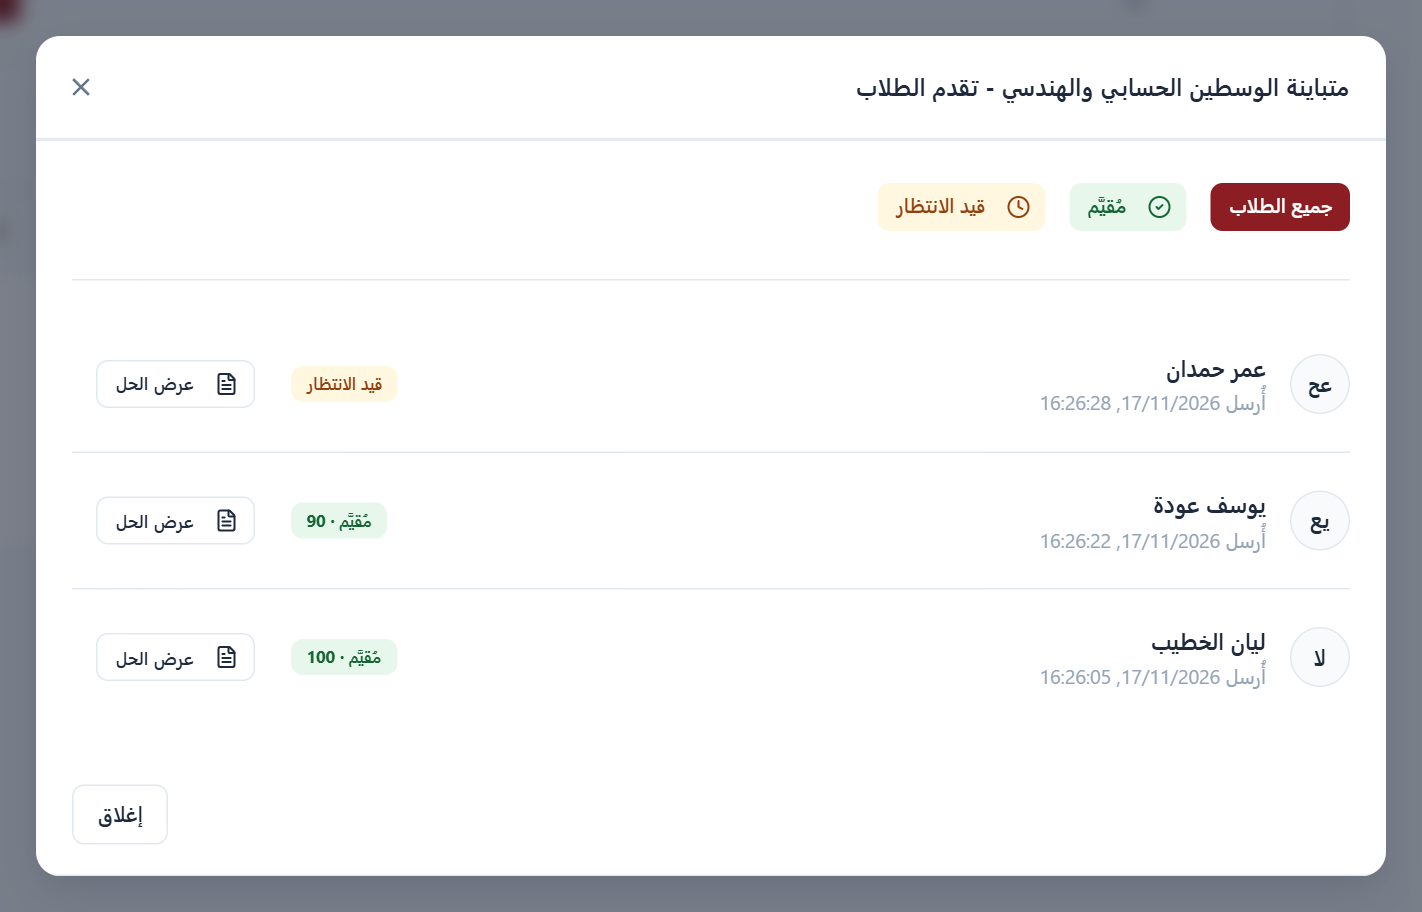 متباينة الوسطين الحسابي والهندسي - تقدم الطلاب
جميع الطلاب
مُقيَّم
قيد الانتظار
عح
عمر حمدان
أُرسل 17/11/2026, 16:26:28
قيد الانتظار
عرض الحل
يع
يوسف عودة
أُرسل 17/11/2026, 16:26:22
مُقيَّم · 90
عرض الحل
لا
ليان الخطيب
أُرسل 17/11/2026, 16:26:05
مُقيَّم · 100
عرض الحل
إغلاق